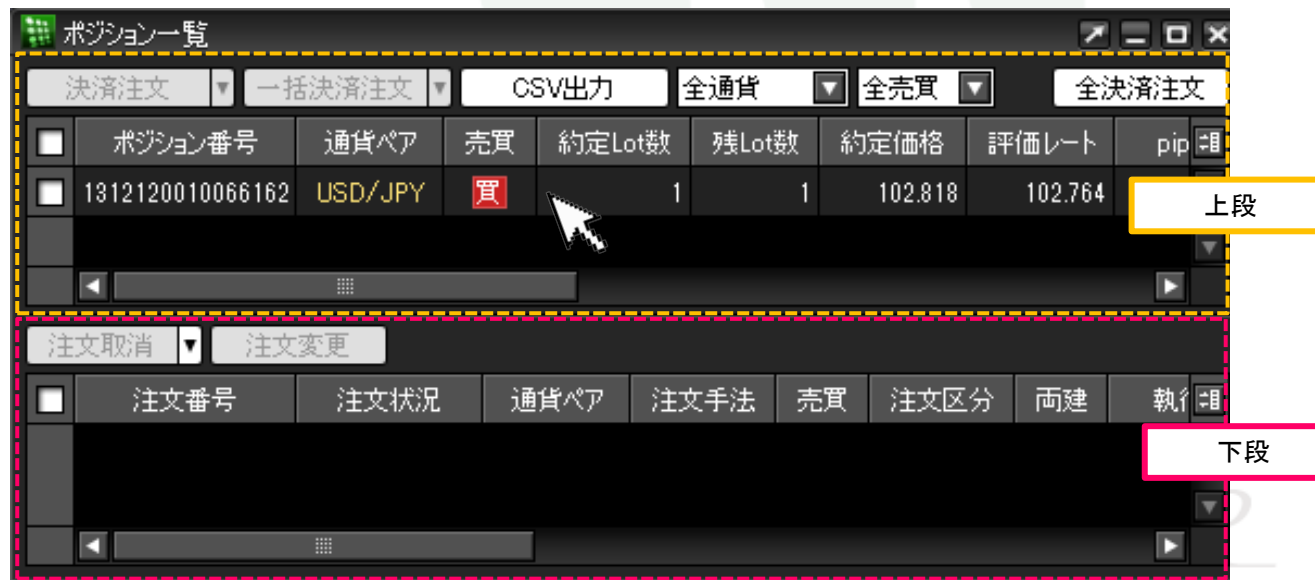 ポジション一覧
決済注文 一括決済注文 CSV出力 全通貨 全売買 全決済注文
ポジション番号 通貨ペア 売買 約定Lot数 残Lot数 約定価格 評価レート pip
1312120010066162 USD/JPY 買 1 1 102.818 102.764
上段
注文取消 注文変更
注文番号 注文状況 通貨ペア 注文手法 売買 注文区分 両建 執行
下段
2